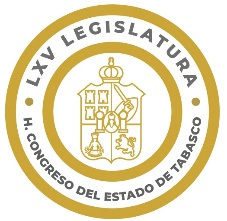 LXV LEGISLATURA
H. CONGRESO DEL ESTADO DE TABASCO